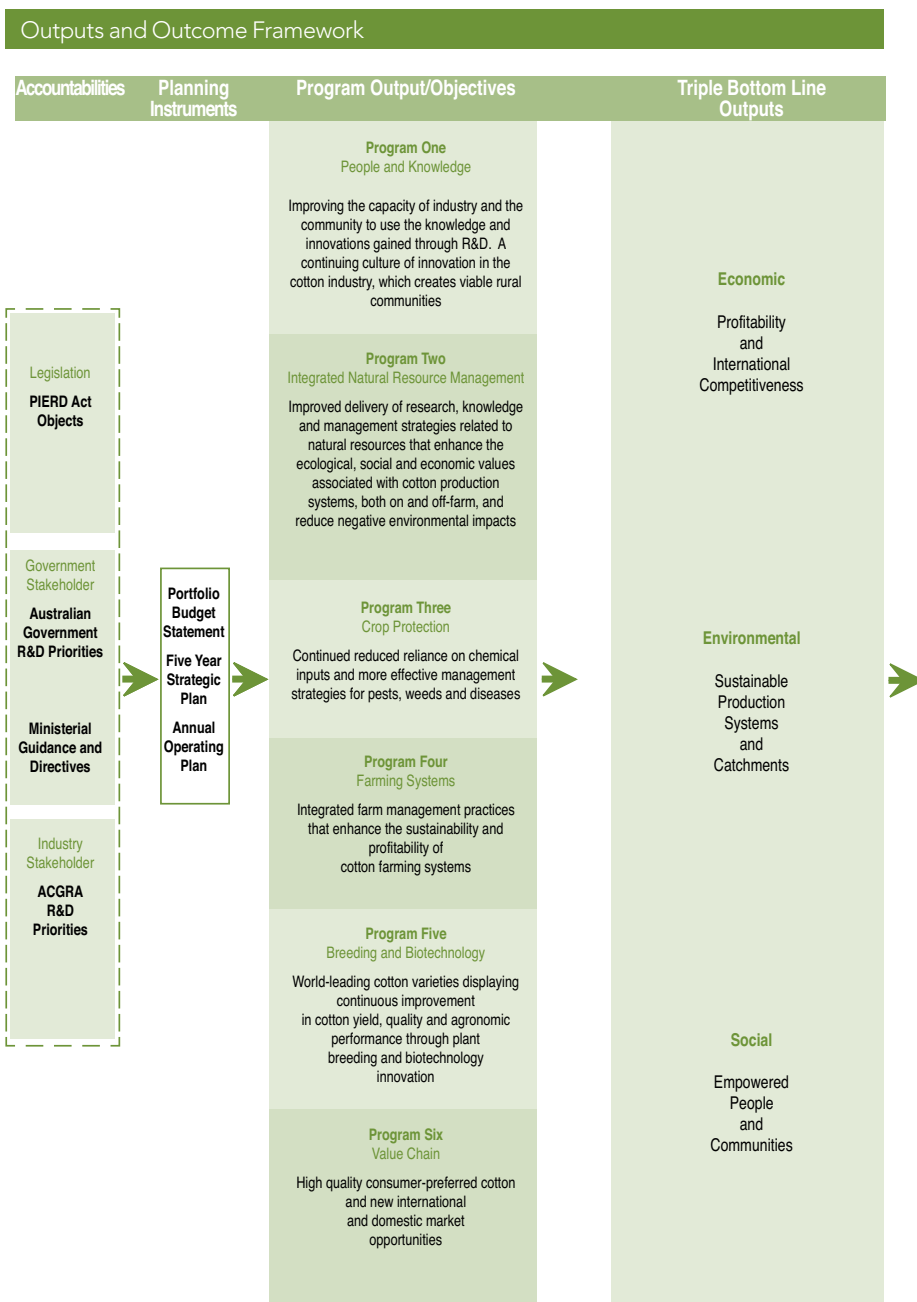 Outputs and Outcome Framework
Accountabilities
Planning
Instruments
Program Output/Objectives
Triple Bottom Line
Outputs
Legislation
PIERD Act
Objects
Government
Stakeholder
Australian
Government
R&D Priorities
Ministerial
Guidance and
Directives
Industry
Stakeholder
ACGRA
R&D
Priorities
Portfolio
Budget
Statement
Five Year
Strategic
Plan
Annual
Operating
Plan
Program One
People and Knowledge
Improving the capacity of industry and the
community to use the knowledge and
innovations gained through R&D. A
continuing culture of innovation in the
cotton industry, which creates viable rural
communities
Program Two
Integrated Natural Resource Management
Improved delivery of research, knowledge
and management strategies related to
natural resources that enhance the
ecological, social and economic values
associated with cotton production
systems, both on and off-farm, and
reduce negative environmental impacts
Program Three
Crop Protection
Continued reduced reliance on chemical
inputs and more effective management
strategies for pests, weeds and diseases
Program Four
Farming Systems
Integrated farm management practices
that enhance the sustainability and
profitability of
cotton farming systems
Program Five
Breeding and Biotechnology
World-leading cotton varieties displaying
continuous improvement
in cotton yield, quality and agronomic
performance through plant
breeding and biotechnology
innovation
Program Six
Value Chain
High quality consumer-preferred cotton
and new international
and domestic market
opportunities
Economic
Profitability
and
International
Competitiveness
Environmental
Sustainable
Production
Systems
and
Catchments
Social
Empowered
People
and
Communities